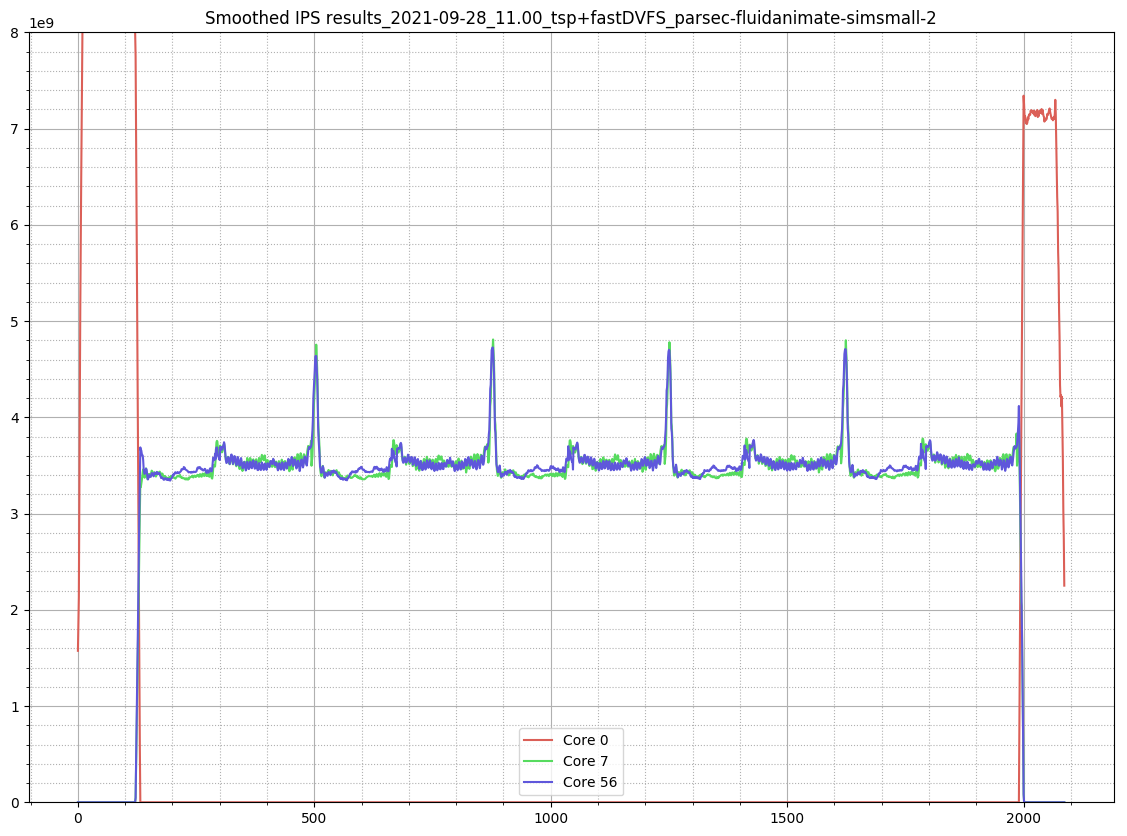 Smoothed IPS results_2021-09-28_11.00_tsp+fastDVFS_parsec-fluidanimate-simsmall-2
1e9
8
7
6
5
4
3
2
1
0
0
500
1000
1500
2000
Core 0
Core 7
Core 56